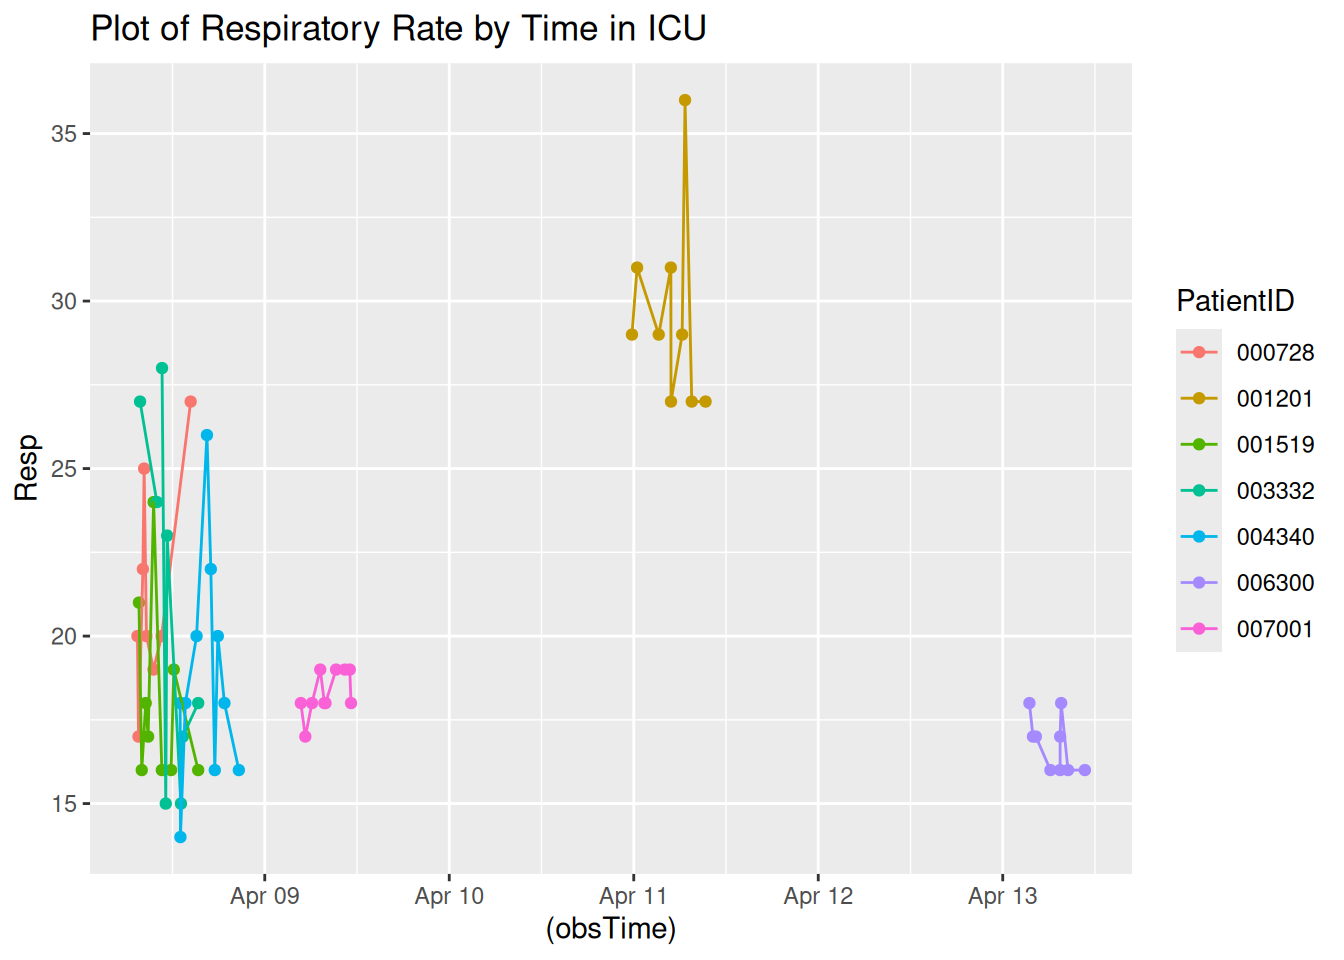 Plot of Respiratory Rate by Time in ICU
35
30
25
20
15
Resp
Apr 09
Apr 10
Apr 11
Apr 12
Apr 13
(obsTime)
PatientID
000728
001201
001519
003332
004340
006300
007001